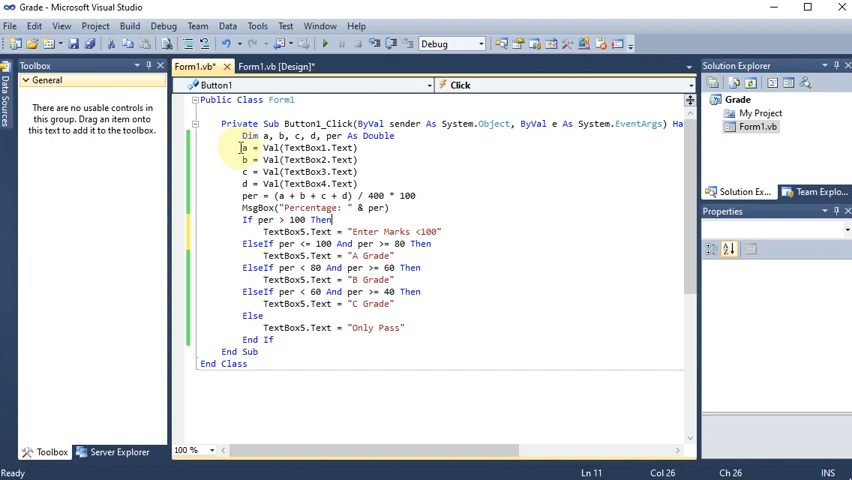 Grade - Microsoft Visual Studio
File Edit View Project Build Debug Team Data Tools Test Window Help
Debug
Data Sources
Toolbox
General
There are no usable controls in
this group. Drag an item onto
this text to add it to the toolbox.
Toolbox Server Explorer
Form1.vb* Form1.vb [Design]*
Button1 Click
Public Class Form1
Private Sub Button1_Click(ByVal sender As System.Object, ByVal e As System.EventArgs) Ha
Dim a, b, c, d, per As Double
a = Val(TextBox1.Text)
b = Val(TextBox2.Text)
c = Val(TextBox3.Text)
d = Val(TextBox4.Text)
per = (a + b + c + d) / 400 * 100
MsgBox("Percentage: " & per)
If per > 100 Then
TextBox5.Text = "Enter Marks <100"
ElseIf per <= 100 And per >= 80 Then
TextBox5.Text = "A Grade"
ElseIf per < 80 And per >= 60 Then
TextBox5.Text = "B Grade"
ElseIf per < 60 And per >= 40 Then
TextBox5.Text = "C Grade"
Else
TextBox5.Text = "Only Pass"
End If
End Sub
End Class
100 %
Solution Explorer
Grade
My Project
Form1.vb
Solution Ex... Team Explor...
Properties
Ready Ln 11 Col 26 Ch 26 INS